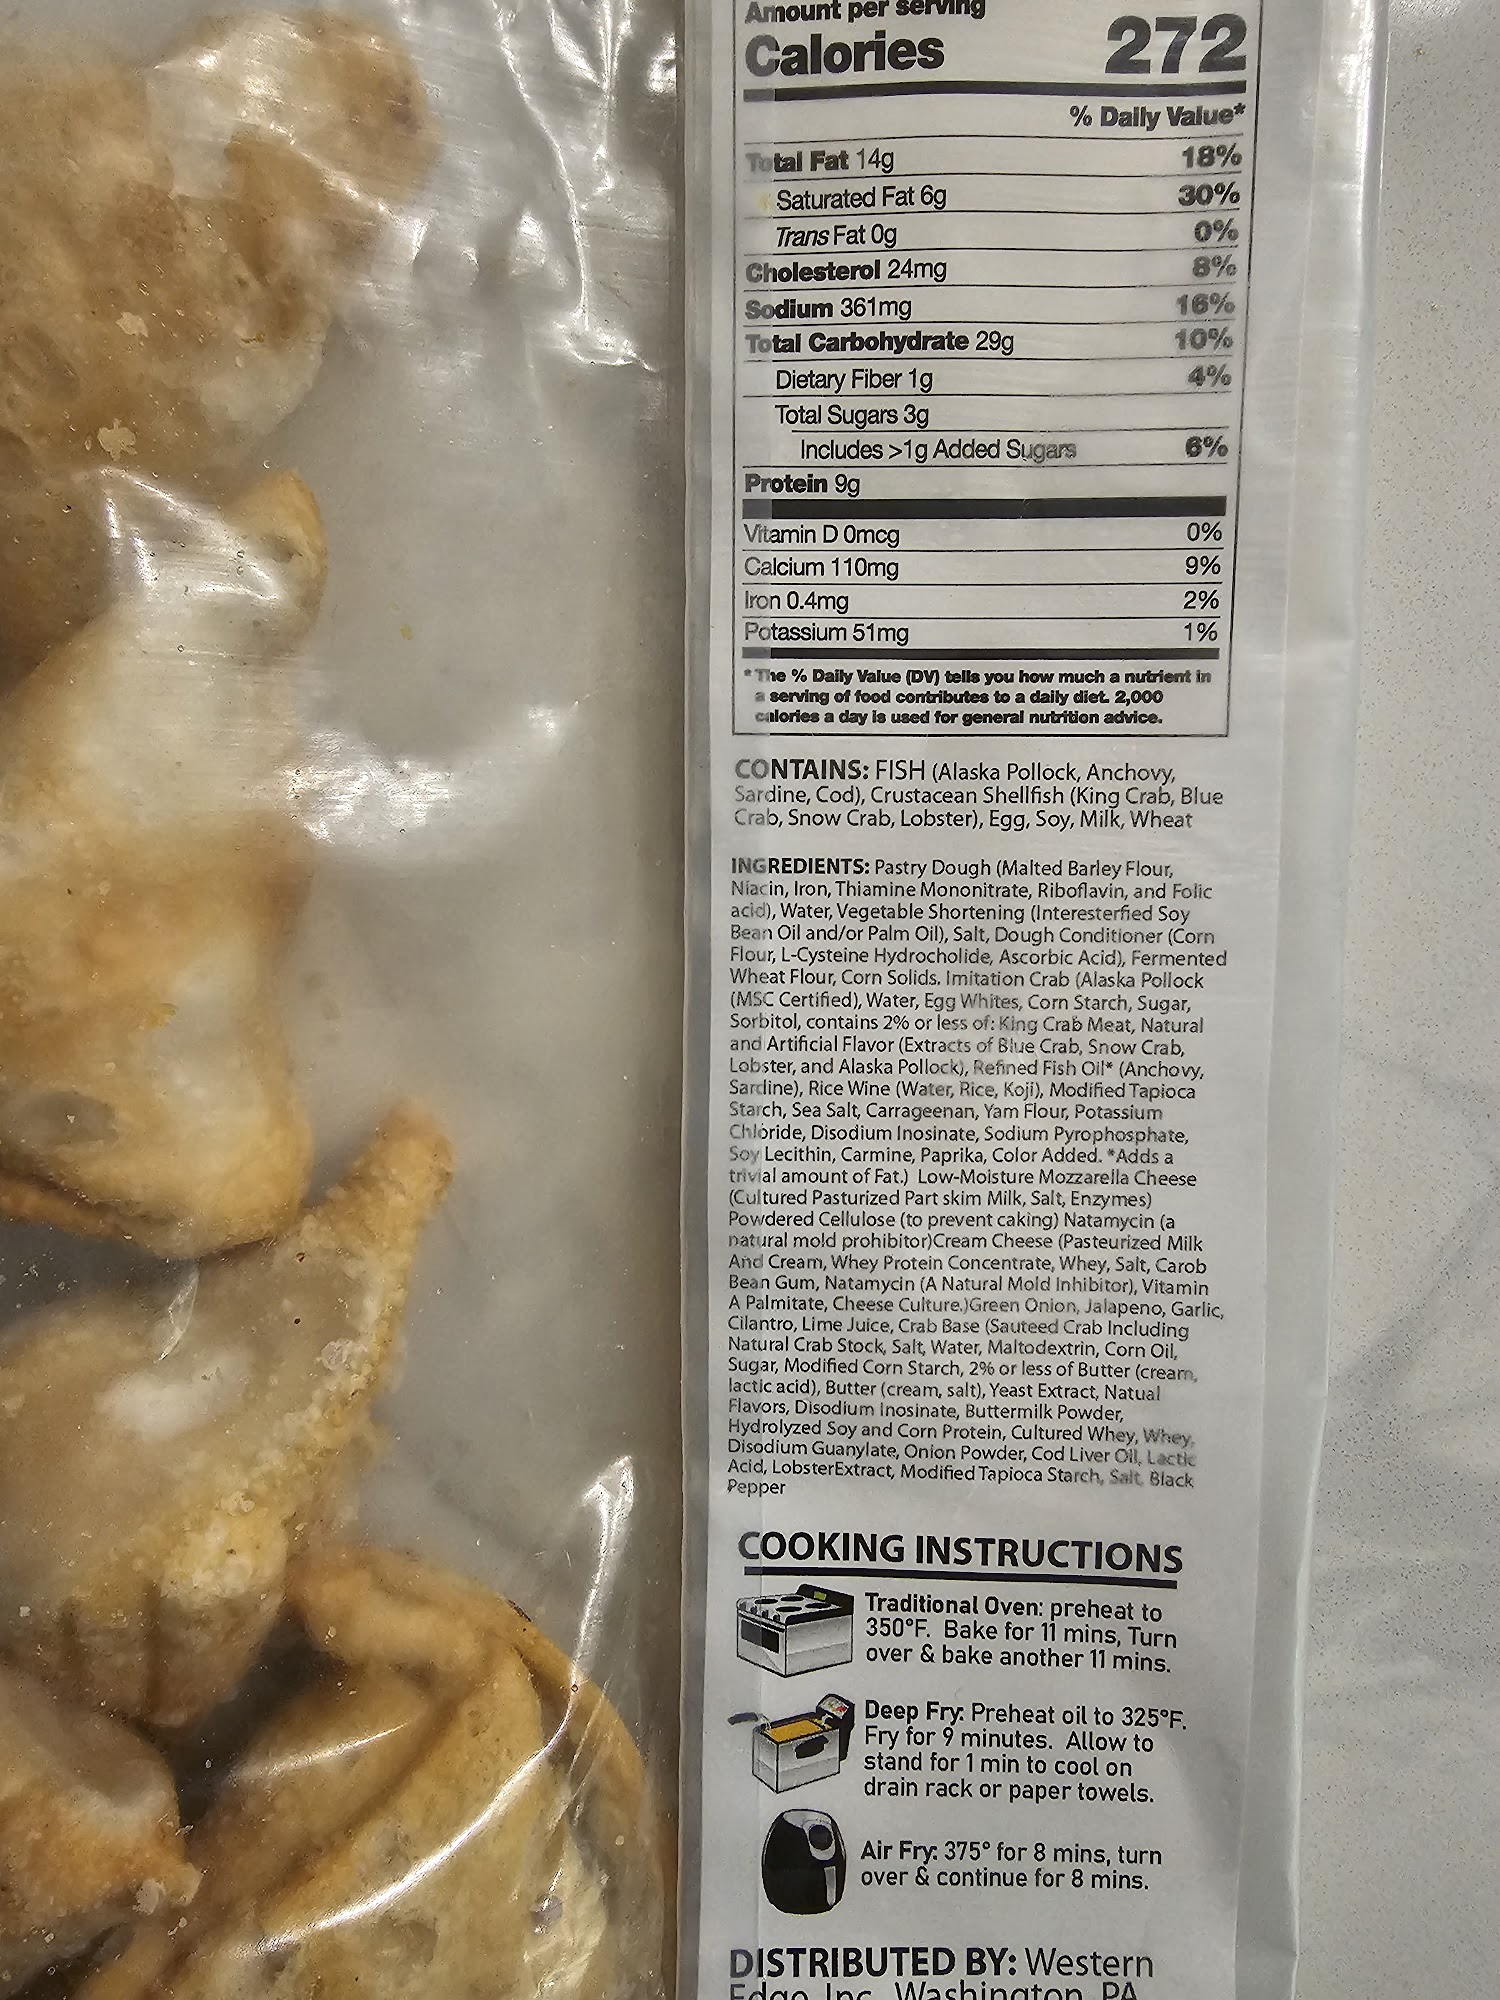 Amount per serving
Calories 272
% Daily Value*
Total Fat 14g 18%
Saturated Fat 6g 30%
Trans Fat 0g 0%
Cholesterol 24mg 8%
Sodium 361mg 16%
Total Carbohydrate 29g 10%
Dietary Fiber 1g 4%
Total Sugars 3g
Includes >1g Added Sugars 6%
Protein 9g
Vitamin D 0mcg 0%
Calcium 110mg 9%
Iron 0.4mg 2%
Potassium 51mg 1%
* The % Daily Value (DV) tells you how much a nutrient in
a serving of food contributes to a daily diet. 2,000
calories a day is used for general nutrition advice.
CONTAINS: FISH (Alaska Pollock, Anchovy,
Sardine, Cod), Crustacean Shellfish (King Crab, Blue
Crab, Snow Crab, Lobster), Egg, Soy, Milk, Wheat
INGREDIENTS: Pastry Dough (Malted Barley Flour,
Niacin, Iron, Thiamine Mononitrate, Riboflavin, and Folic
acid), Water, Vegetable Shortening (Interesterfied Soy
Bean Oil and/or Palm Oil), Salt, Dough Conditioner (Corn
Flour, L-Cysteine Hydrocholide, Ascorbic Acid), Fermented
Wheat Flour, Corn Solids. Imitation Crab (Alaska Pollock
(MSC Certified), Water, Egg Whites, Corn Starch, Sugar,
Sorbitol, contains 2% or less of: King Crab Meat, Natural
and Artificial Flavor (Extracts of Blue Crab, Snow Crab,
Lobster, and Alaska Pollock), Refined Fish Oil* (Anchovy,
Sardine), Rice Wine (Water, Rice, Koji), Modified Tapioca
Starch, Sea Salt, Carrageenan, Yam Flour, Potassium
Chloride, Disodium Inosinate, Sodium Pyrophosphate,
Soy Lecithin, Carmine, Paprika, Color Added. *Adds a
trivial amount of Fat.) Low-Moisture Mozzarella Cheese
(Cultured Pasturized Part skim Milk, Salt, Enzymes)
Powdered Cellulose (to prevent caking) Natamycin (a
natural mold prohibitor)Cream Cheese (Pasteurized Milk
And Cream, Whey Protein Concentrate, Whey, Salt, Carob
Bean Gum, Natamycin (A Natural Mold Inhibitor), Vitamin
A Palmitate, Cheese Culture.)Green Onion, Jalapeno, Garlic,
Cilantro, Lime Juice, Crab Base (Sauteed Crab Including
Natural Crab Stock, Salt, Water, Maltodextrin, Corn Oil,
Sugar, Modified Corn Starch, 2% or less of Butter (cream,
lactic acid), Butter (cream, salt), Yeast Extract, Natual
Flavors, Disodium Inosinate, Buttermilk Powder,
Hydrolyzed Soy and Corn Protein, Cultured Whey, Whey,
Disodium Guanylate, Onion Powder, Cod Liver Oil, Lactic
Acid, LobsterExtract, Modified Tapioca Starch, Salt, Black
Pepper
COOKING INSTRUCTIONS
Traditional Oven: preheat to
350°F. Bake for 11 mins, Turn
over & bake another 11 mins.
Deep Fry: Preheat oil to 325°F.
Fry for 9 minutes. Allow to
stand for 1 min to cool on
drain rack or paper towels.
Air Fry: 375° for 8 mins, turn
over & continue for 8 mins.
DISTRIBUTED BY: Western
Edge, Inc. Washington, PA